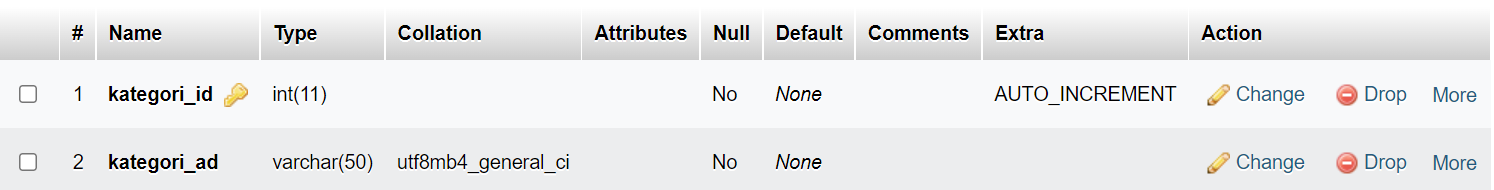 # Name Type Collation Attributes Null Default Comments Extra Action
1 kategori_id int(11) No None AUTO_INCREMENT Change Drop More
2 kategori_ad varchar(50) utf8mb4_general_ci No None Change Drop More